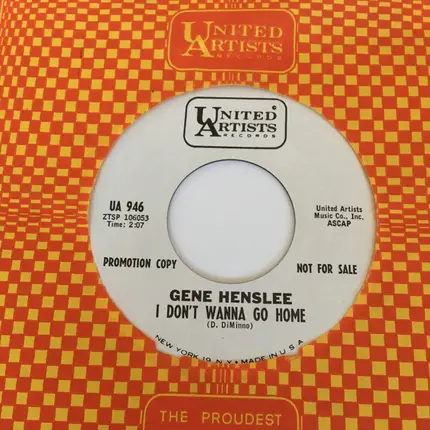 UNITED
ARTISTS
RECORDS
UNITED
ARTISTS
RECORDS
UA 946
ZTSP 106053
Time: 2:07
United Artists
Music Co., Inc.
ASCAP
PROMOTION COPY
NOT FOR SALE
GENE HENSLEE
I DON'T WANNA GO HOME
(D. DiMinno)
NEW YORK 19, N.Y. • MADE IN U.S.A.
THE PROUDEST